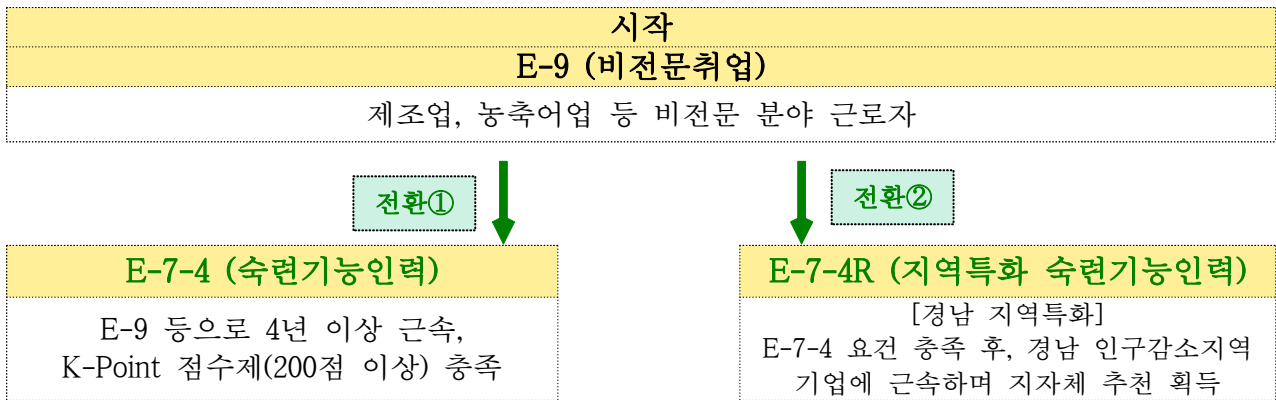 시작
E-9 (비전문취업)
제조업, 농축어업 등 비전문 분야 근로자
전환①
전환②
E-7-4 (숙련기능인력)
E-9 등으로 4년 이상 근속,
K-Point 점수제(200점 이상) 충족
E-7-4R (지역특화 숙련기능인력)
[경남 지역특화]
E-7-4 요건 충족 후, 경남 인구감소지역
기업에 근속하며 지자체 추천 획득